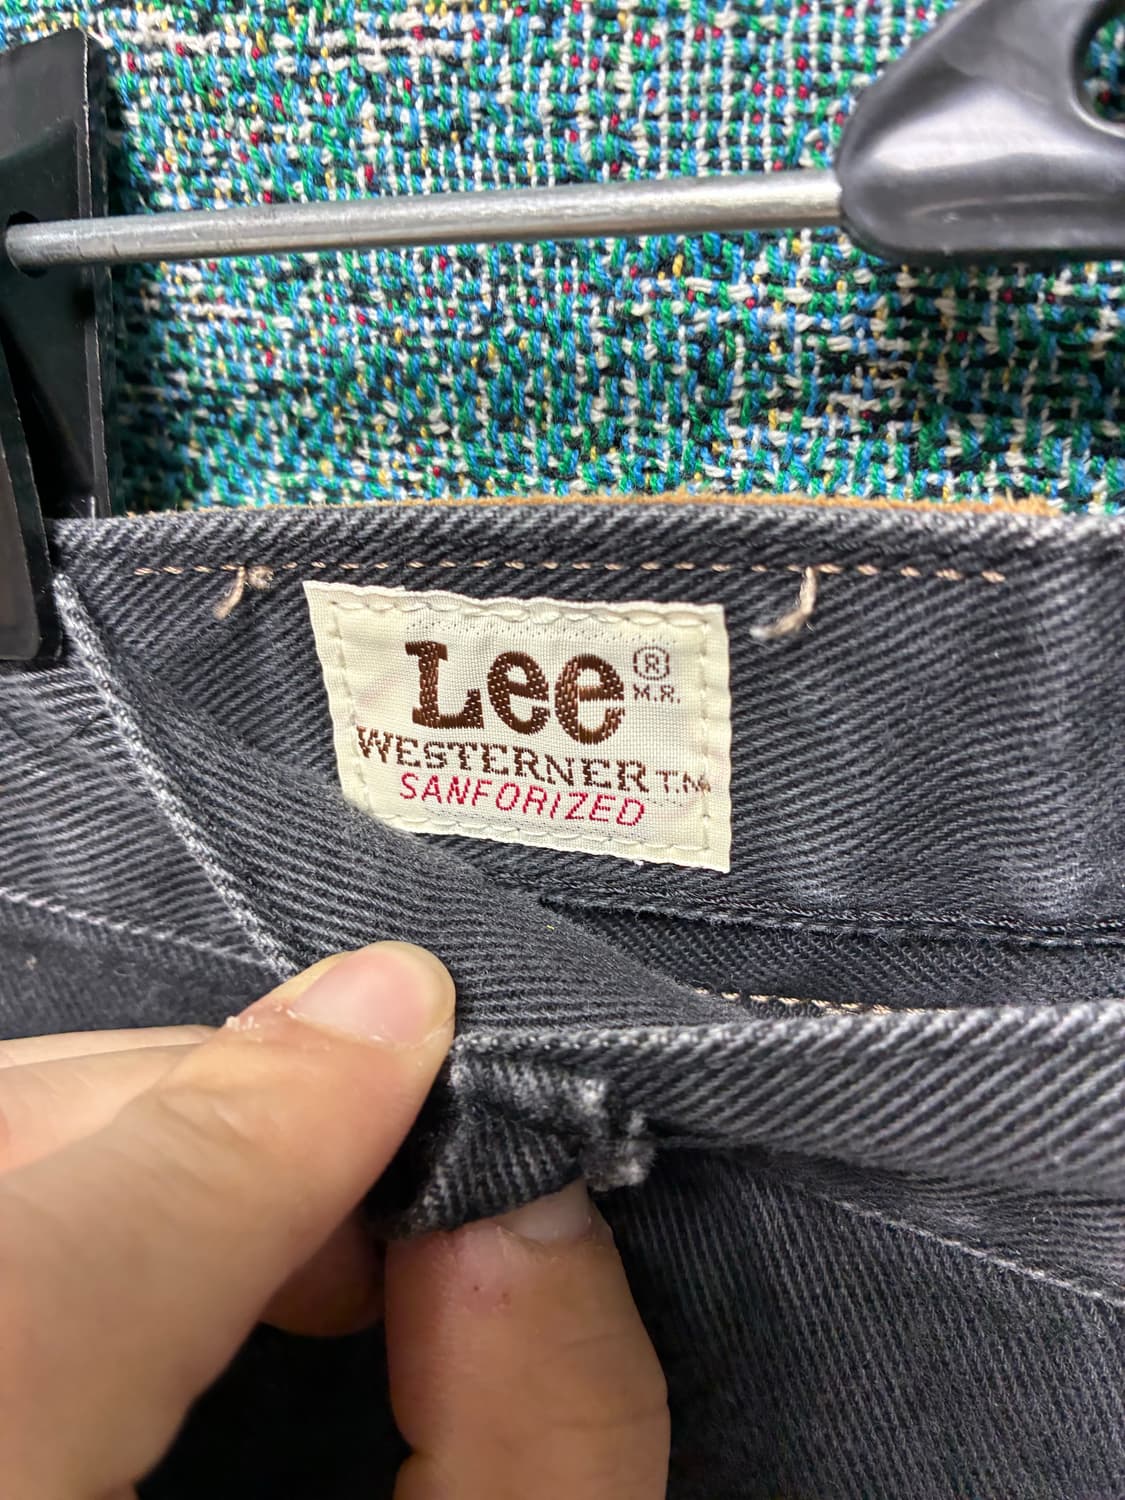 Lee ®
M.R.
WESTERNER T.M.
SANFORIZED